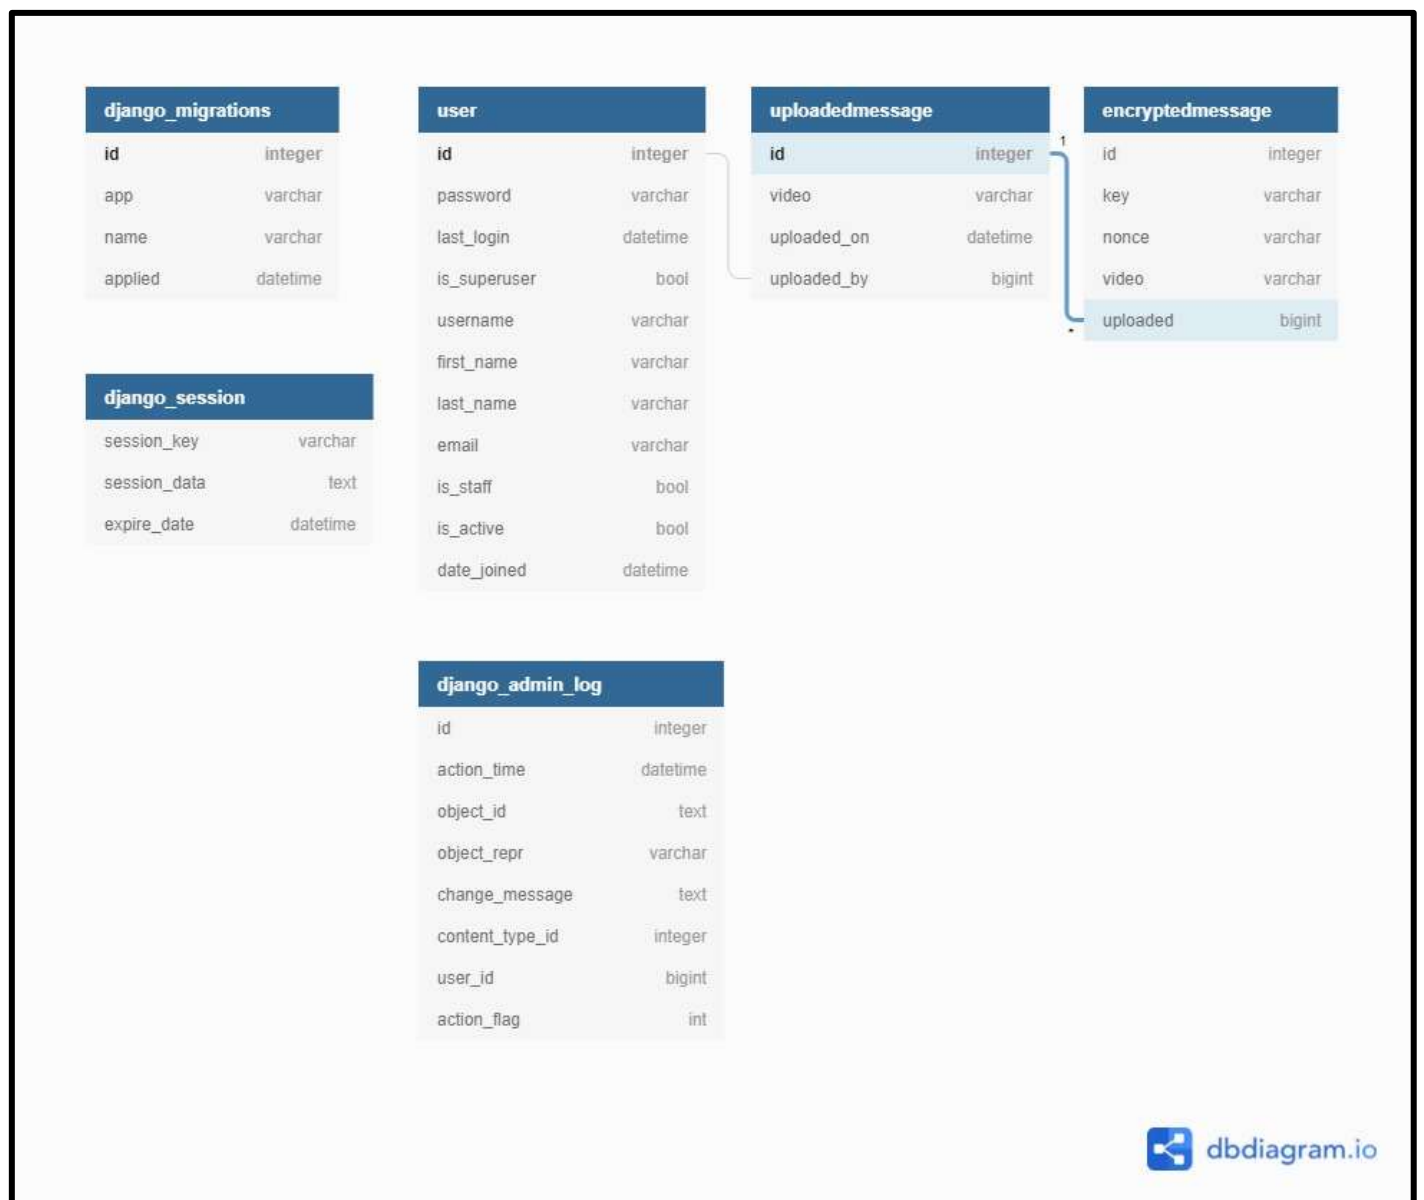 django_migrations
id integer
app varchar
name varchar
applied datetime
django_session
session_key varchar
session_data text
expire_date datetime
user
id integer
password varchar
last_login datetime
is_superuser bool
username varchar
first_name varchar
last_name varchar
email varchar
is_staff bool
is_active bool
date_joined datetime
django_admin_log
id integer
action_time datetime
object_id text
object_repr varchar
change_message text
content_type_id integer
user_id bigint
action_flag int
uploadedmessage
id integer
video varchar
uploaded_on datetime
uploaded_by bigint
1
*
encryptedmessage
id integer
key varchar
nonce varchar
video varchar
uploaded bigint
dbdiagram.io